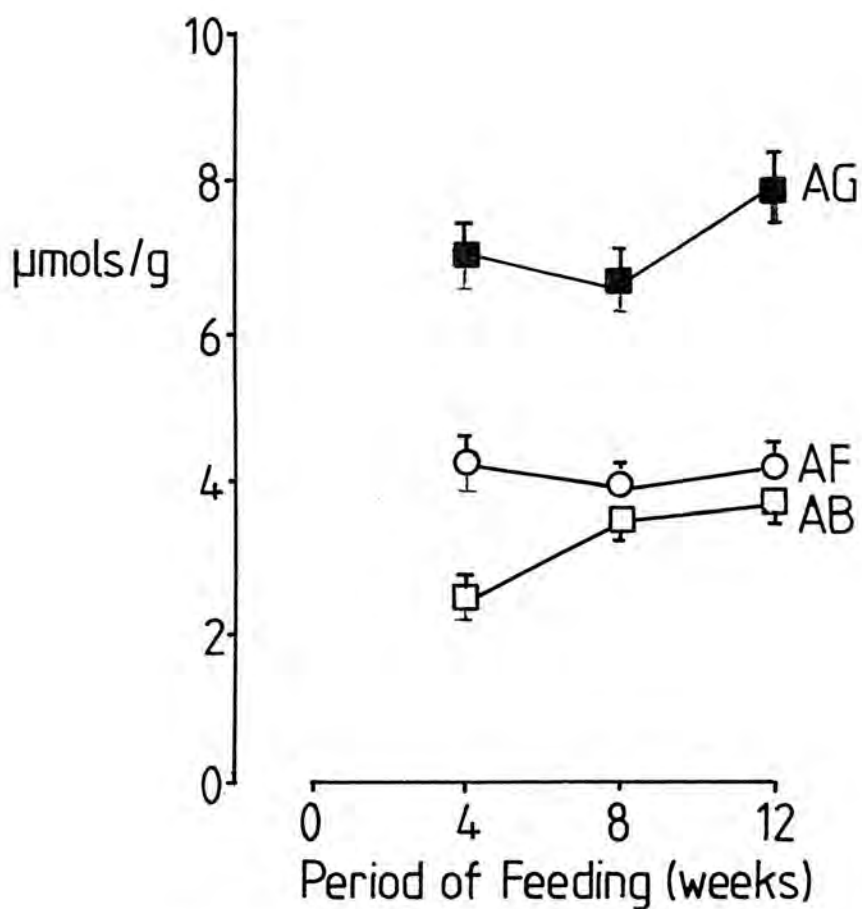 10
8
AG
μmols/g
6
4
AF
AB
2
0
0 4 8 12
Period of Feeding (weeks)